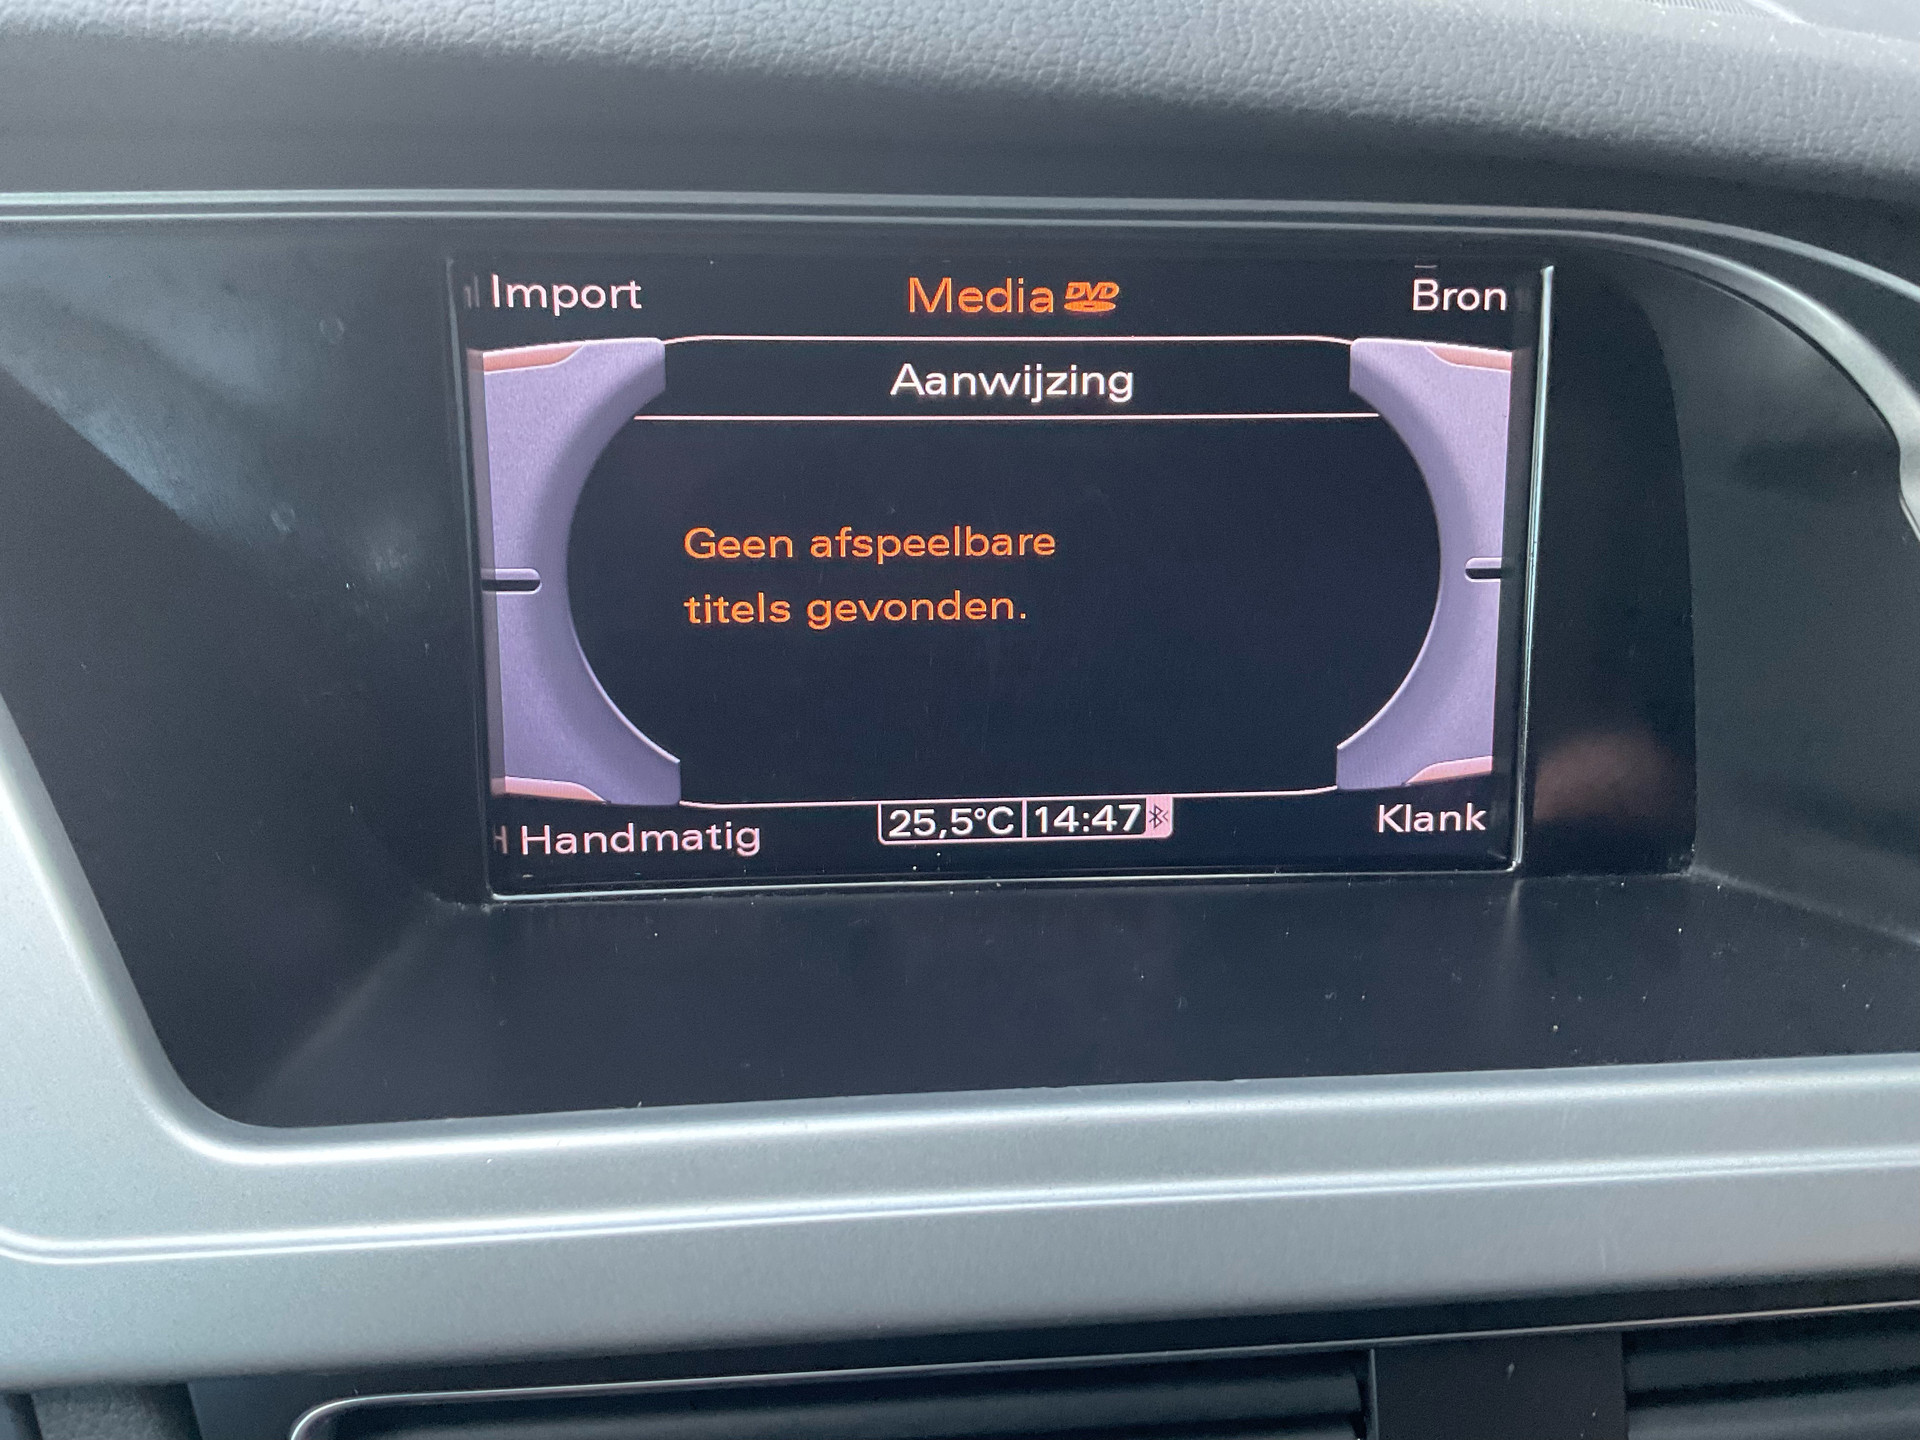 Import
Media DVD
Bron
Aanwijzing
Geen afspeelbare
titels gevonden.
H Handmatig
25,5°C 14:47
Klank